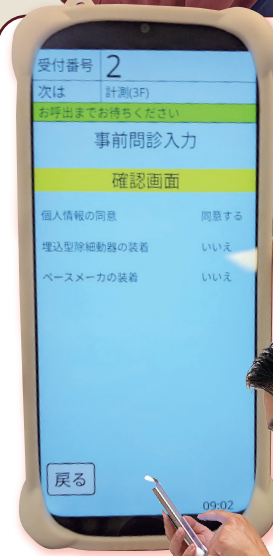 受付番号 2
次は 計測(3F)
お呼出までお待ちください
事前問診入力
確認画面
個人情報の同意 同意する
埋込型除細動器の装着 いいえ
ペースメーカの装着 いいえ
戻る
09:02